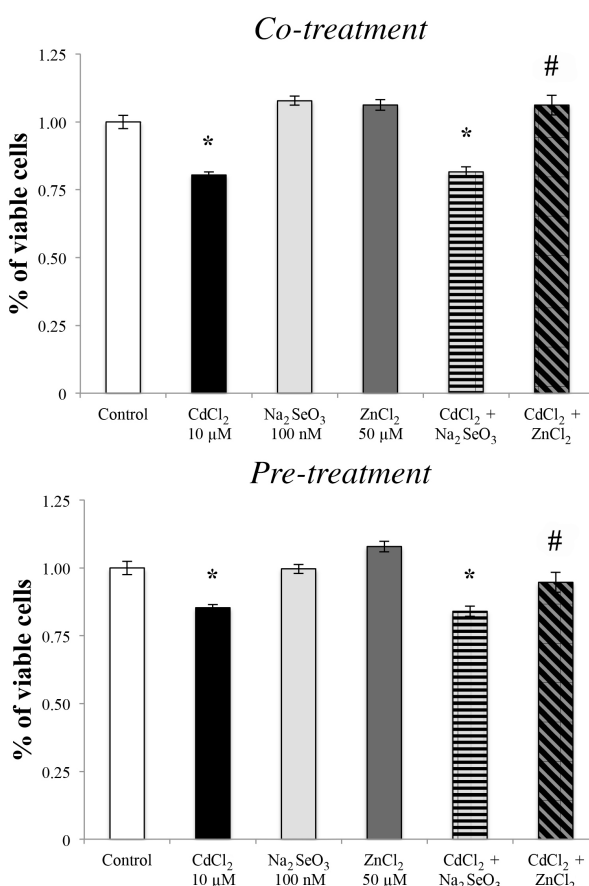 Co-treatment
1.25
#
1.00
*
*
0.75
0.50
0.25
0
% of viable cells
Control CdCl2 Na2SeO3 ZnCl2 CdCl2 + CdCl2 +
10 µM 100 nM 50 µM Na2SeO3 ZnCl2
Pre-treatment
1.25
#
1.00
*
*
0.75
0.50
0.25
0
% of viable cells
Control CdCl2 Na2SeO3 ZnCl2 CdCl2 + CdCl2 +
10 µM 100 nM 50 µM Na2SeO3 ZnCl2